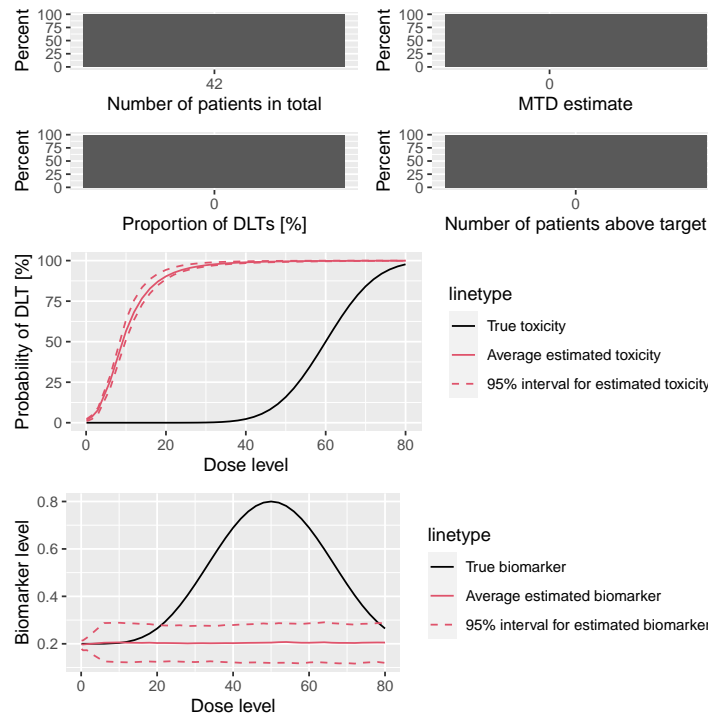 Percent
100
75
50
25
0
42
Number of patients in total
Percent
100
75
50
25
0
0
MTD estimate
Percent
100
75
50
25
0
0
Proportion of DLTs [%]
Percent
100
75
50
25
0
0
Number of patients above target
Probability of DLT [%]
100
75
50
25
0
0 20 40 60 80
Dose level
linetype
True toxicity
Average estimated toxicity
95% interval for estimated toxicity
Biomarker level
0.8
0.6
0.4
0.2
0 20 40 60 80
Dose level
linetype
True biomarker
Average estimated biomarker
95% interval for estimated biomarker